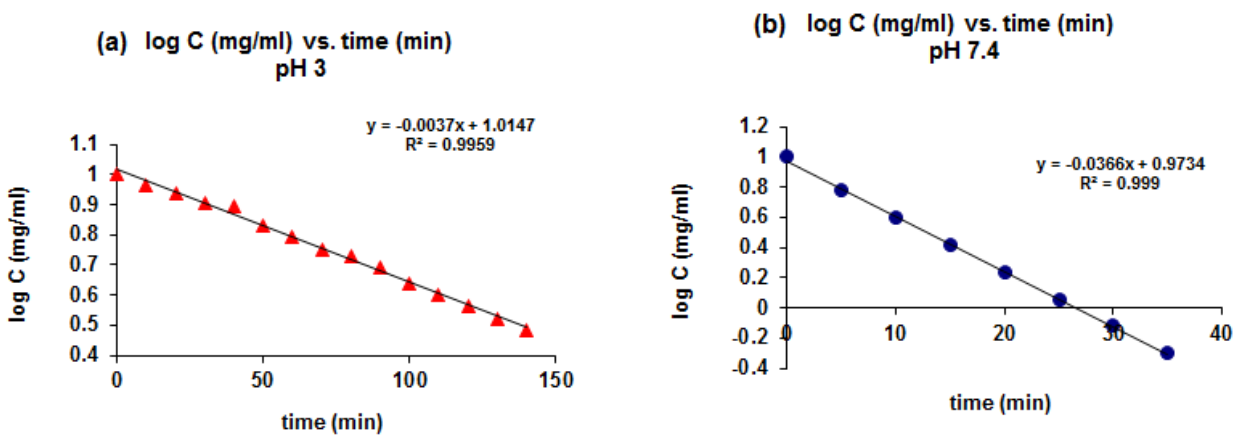 (a) log C (mg/ml) vs. time (min)
pH 3
y = -0.0037x + 1.0147
R² = 0.9959
1.1
1
0.9
0.8
0.7
0.6
0.5
0.4
log C (mg/ml)
0 50 100 150
time (min)
(b) log C (mg/ml) vs. time (min)
pH 7.4
y = -0.0366x + 0.9734
R² = 0.999
1.2
1
0.8
0.6
0.4
0.2
0
-0.2
-0.4
log C (mg/ml)
0 10 20 30 40
time (min)